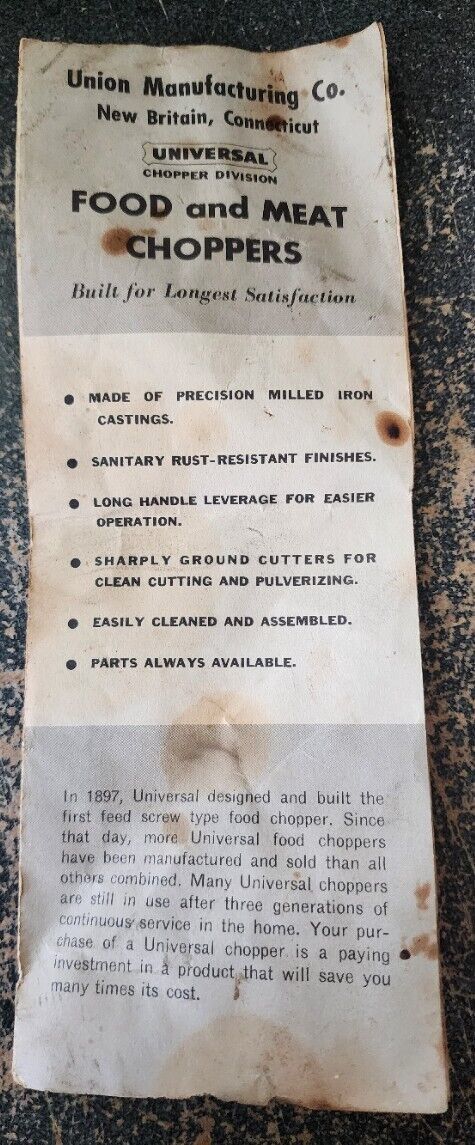 Union Manufacturing Co.
New Britain, Connecticut
UNIVERSAL
CHOPPER DIVISION
FOOD and MEAT
CHOPPERS
Built for Longest Satisfaction
● MADE OF PRECISION MILLED IRON
CASTINGS.
● SANITARY RUST-RESISTANT FINISHES.
● LONG HANDLE LEVERAGE FOR EASIER
OPERATION.
● SHARPLY GROUND CUTTERS FOR
CLEAN CUTTING AND PULVERIZING.
● EASILY CLEANED AND ASSEMBLED.
● PARTS ALWAYS AVAILABLE.
In 1897, Universal designed and built the
first feed screw type food chopper. Since
that day, more Universal food choppers
have been manufactured and sold than all
others combined. Many Universal choppers
are still in use after three generations of
continuous service in the home. Your pur-
chase of a Universal chopper is a paying
investment in a product that will save you
many times its cost.